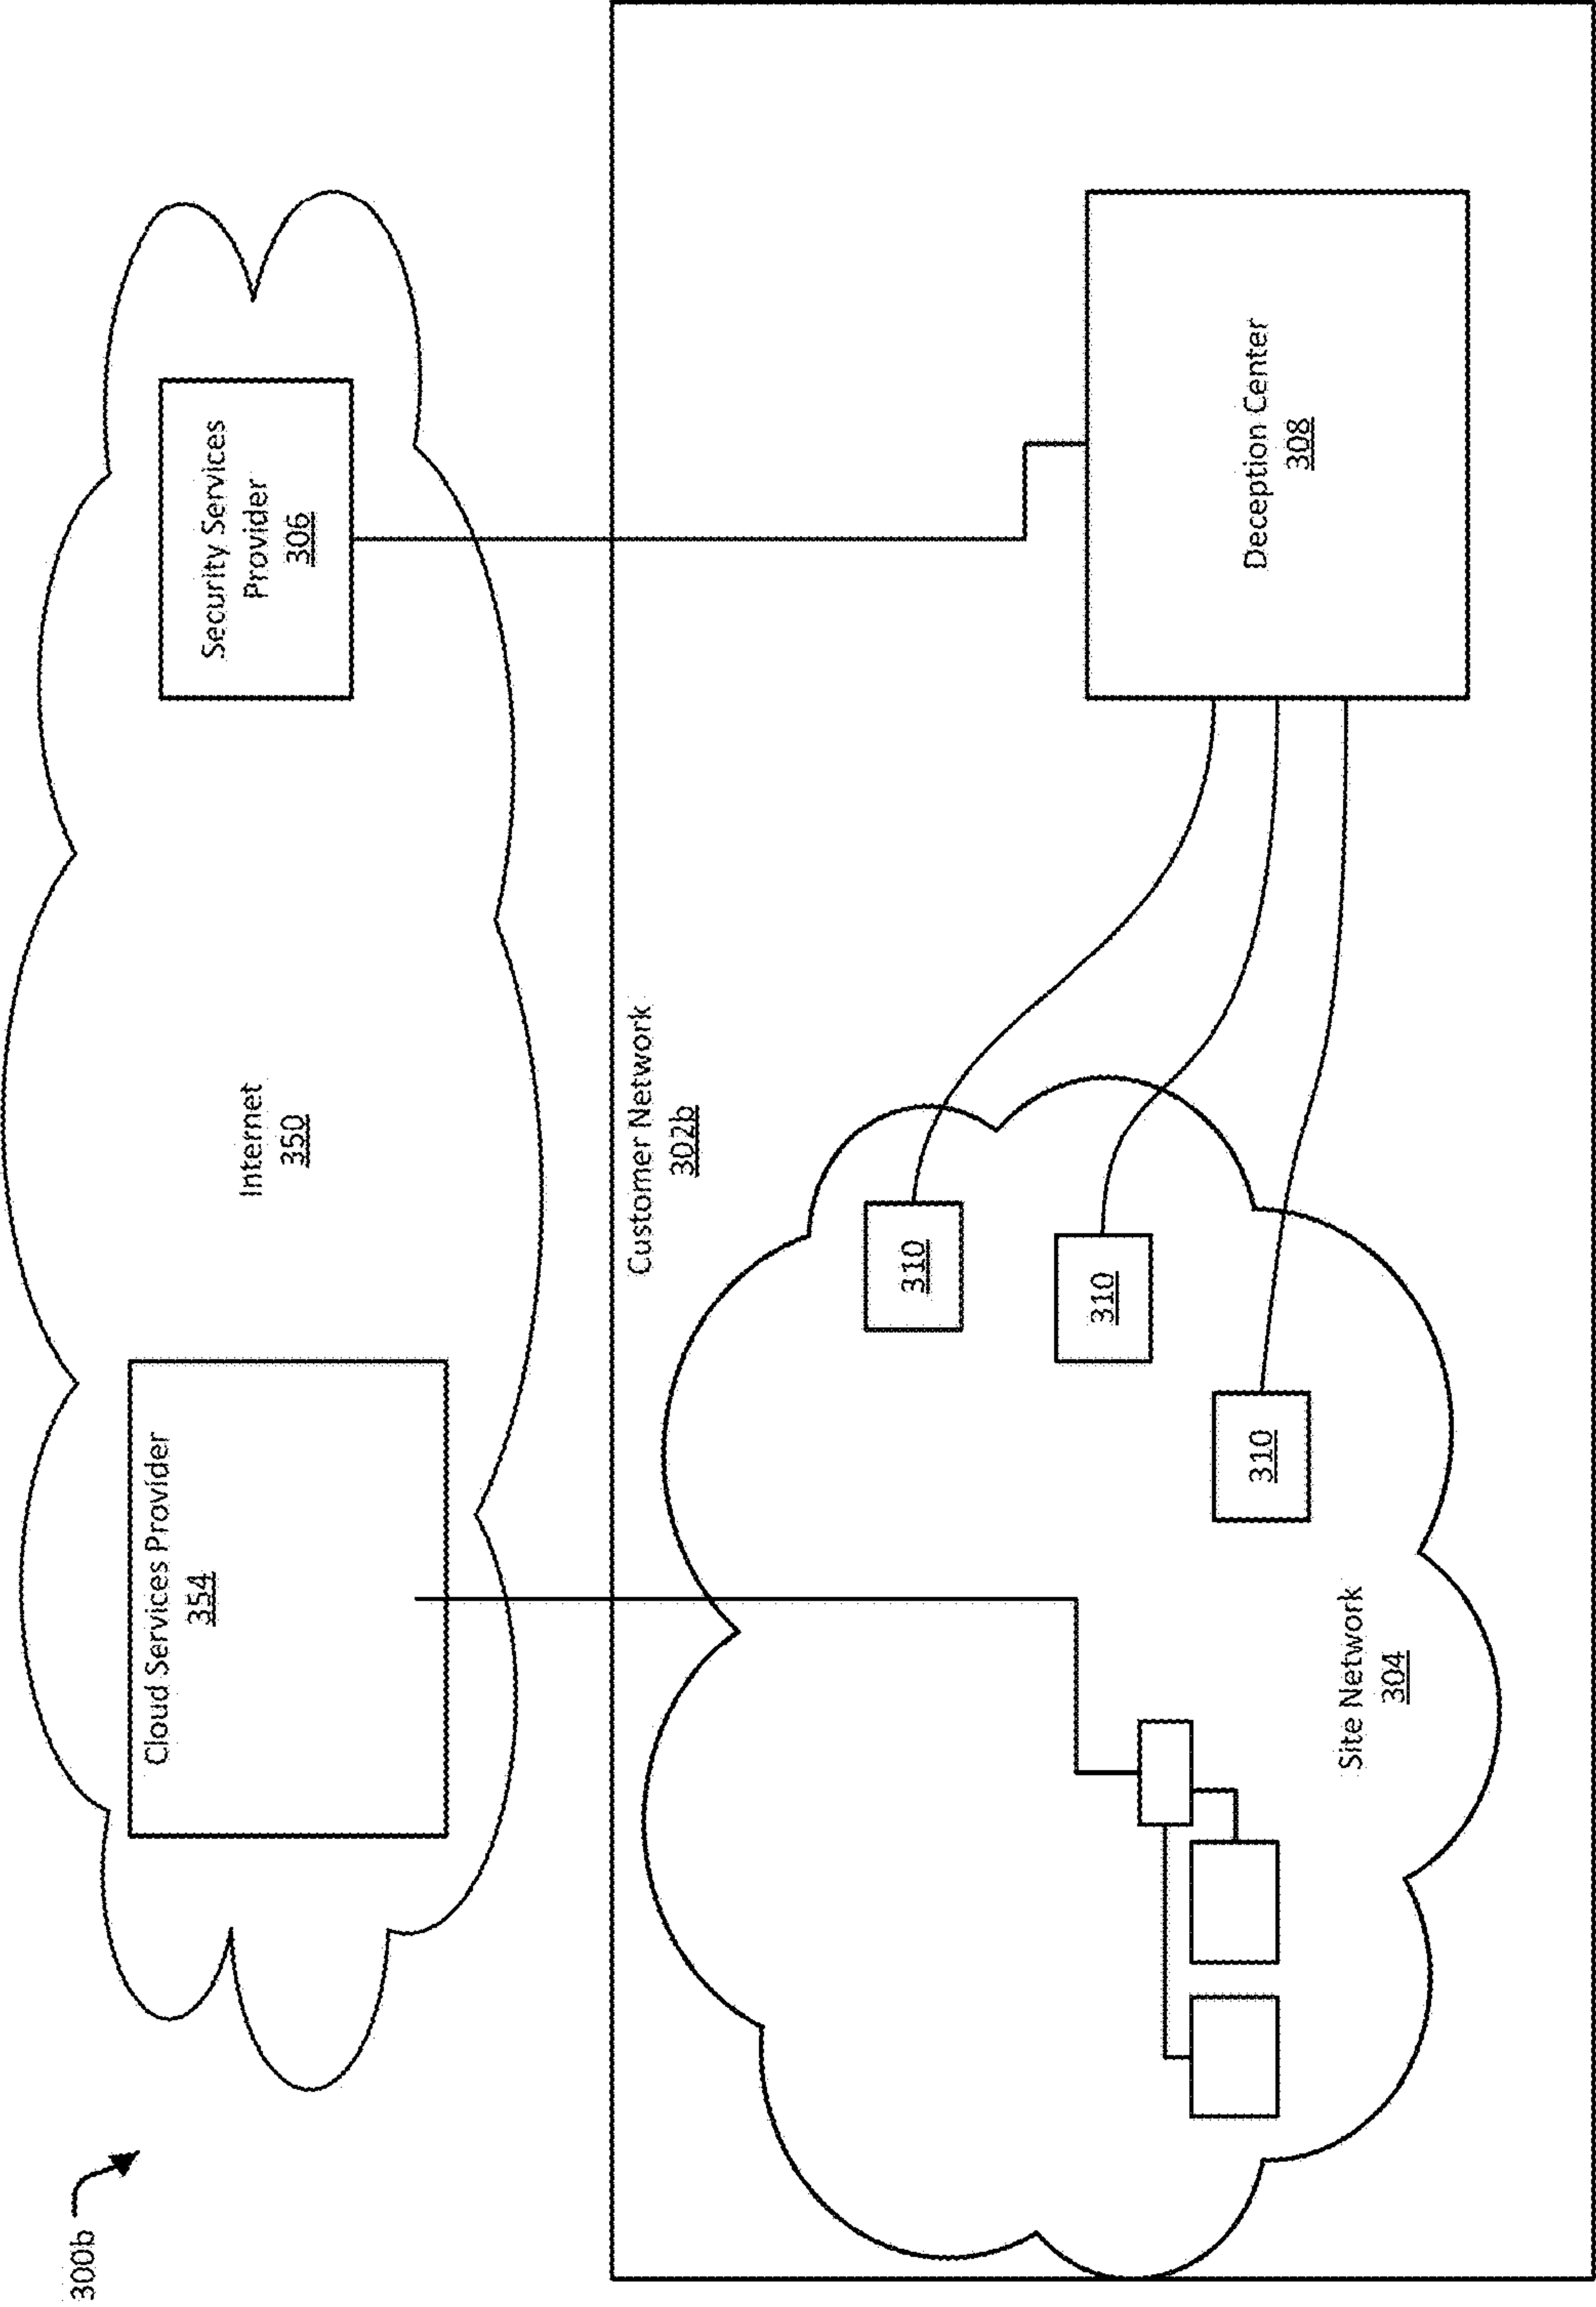 300b
Cloud Services Provider
354
Internet
350
Security Services
Provider
306
Customer Network
302b
310
310
310
Site Network
304
Deception Center
308